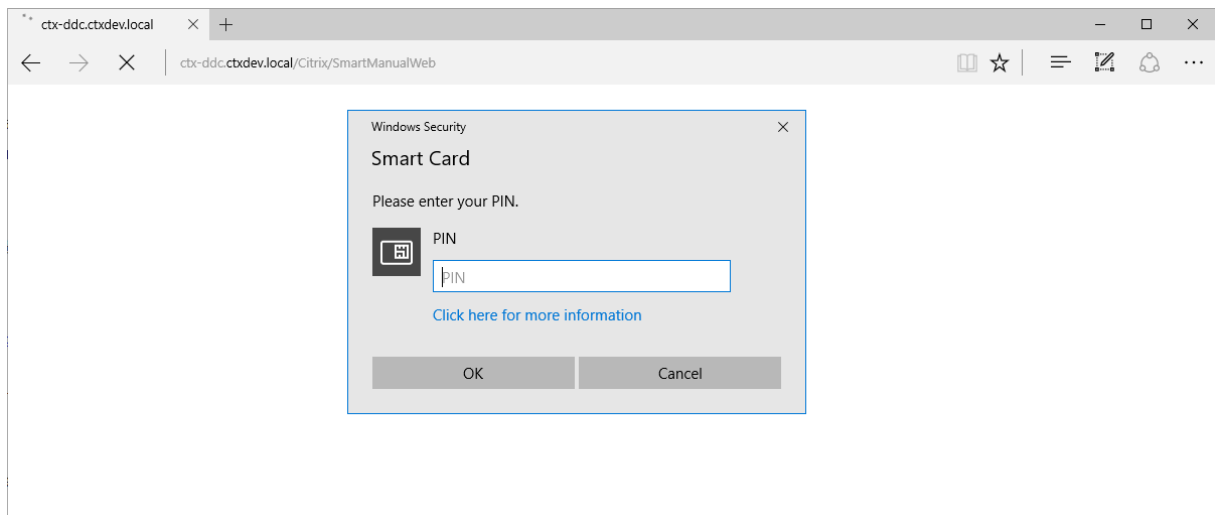 ctx-ddc.ctxdev.local
ctx-ddc.ctxdev.local/Citrix/SmartManualWeb
Windows Security
Smart Card
Please enter your PIN.
PIN
PIN
Click here for more information
OK Cancel